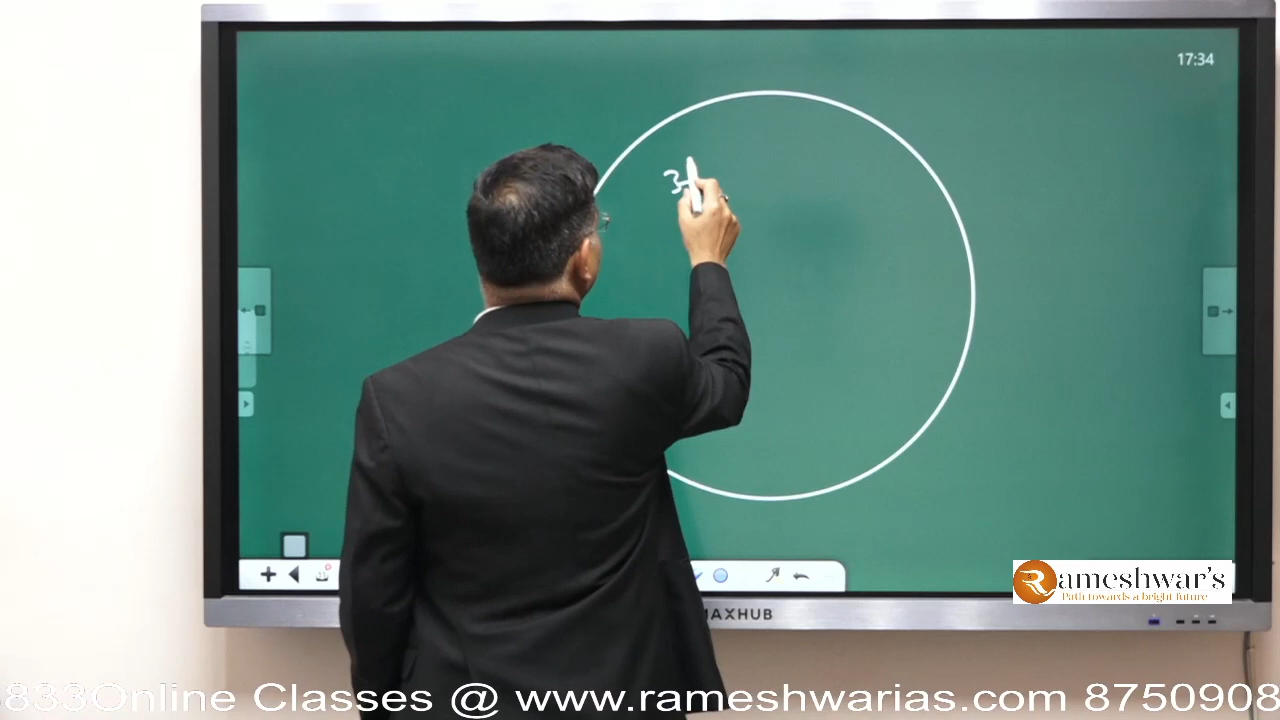 17:34
MAXHUB
Rameshwar's
Path towards a bright future
833Online Classes @ www.rameshwarias.com 8750908